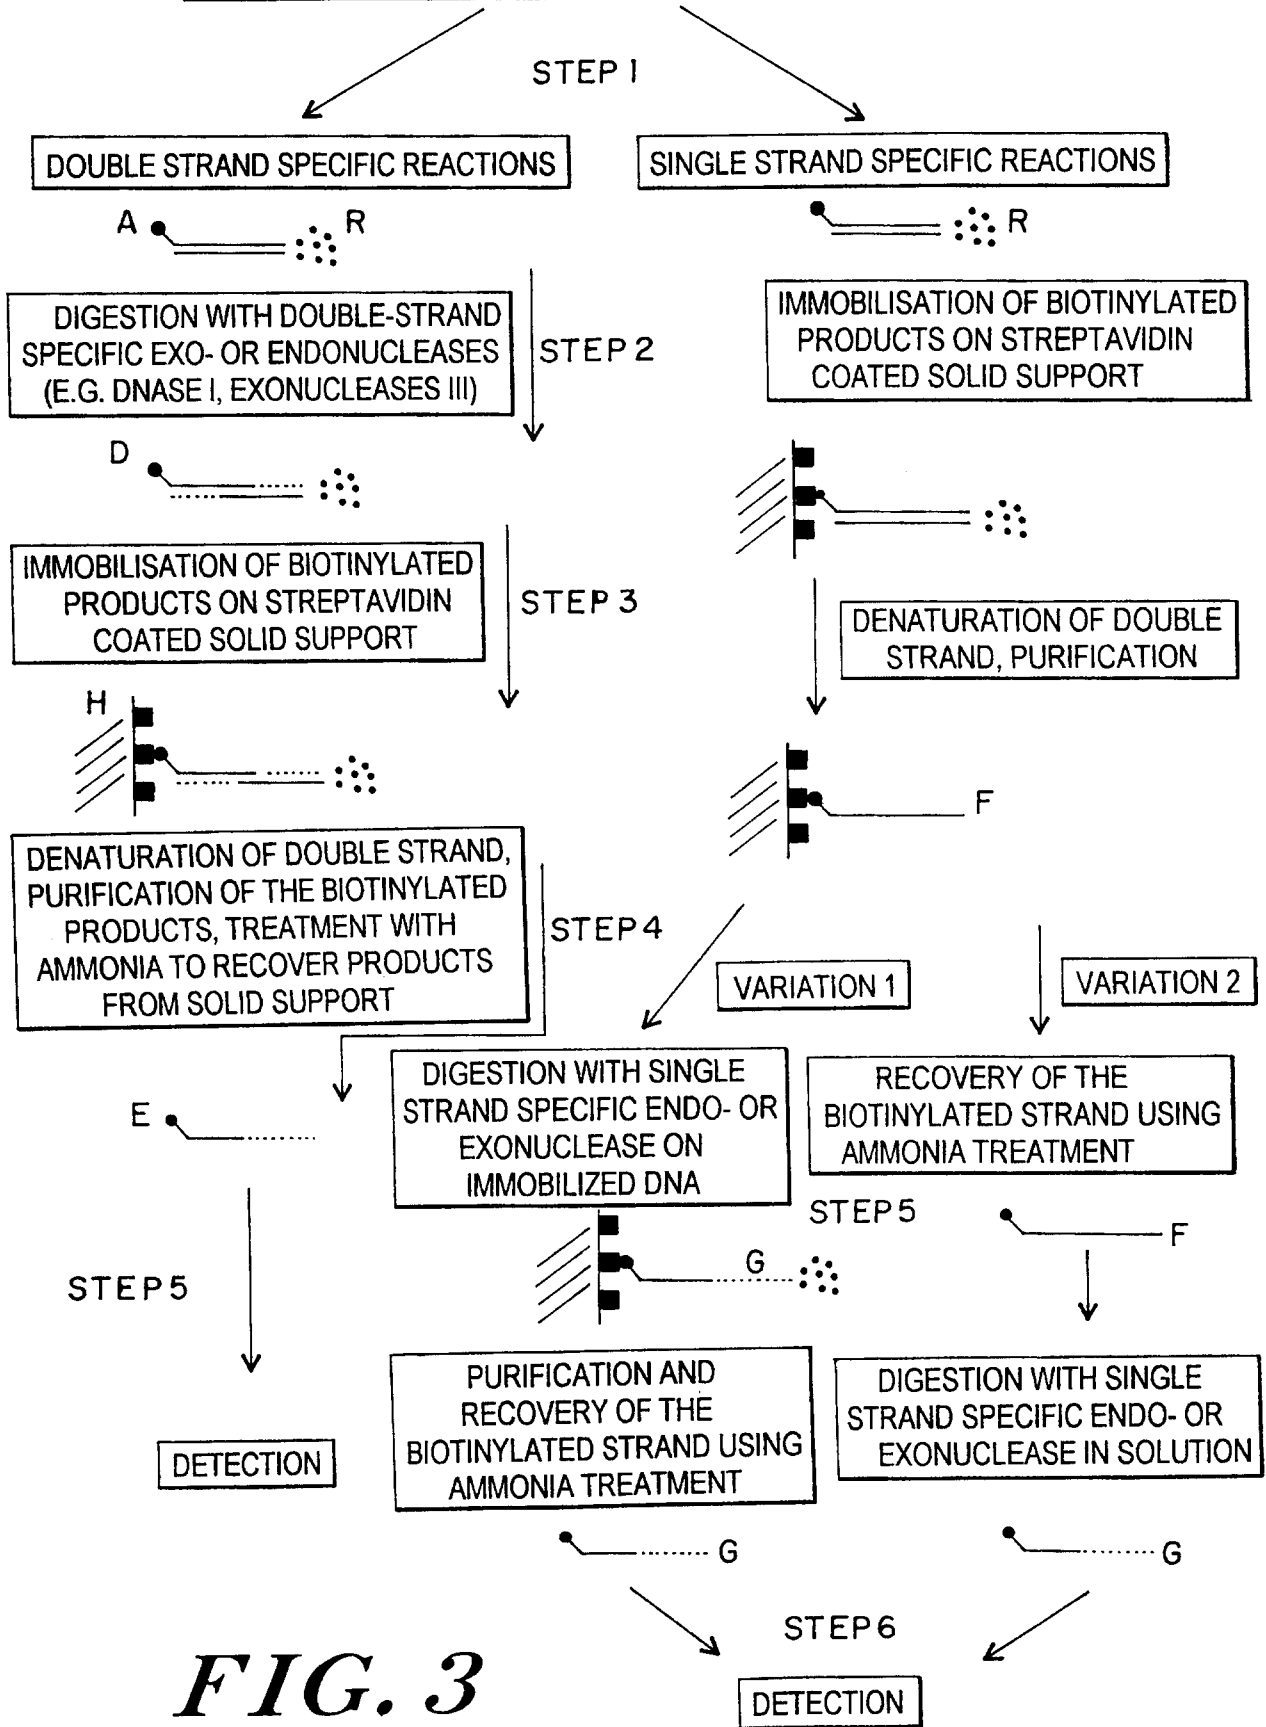 STEP 1
DOUBLE STRAND SPECIFIC REACTIONS
SINGLE STRAND SPECIFIC REACTIONS
A
R
R
DIGESTION WITH DOUBLE-STRAND
SPECIFIC EXO- OR ENDONUCLEASES
(E.G. DNASE I, EXONUCLEASES III)
STEP 2
IMMOBILISATION OF BIOTINYLATED
PRODUCTS ON STREPTAVIDIN
COATED SOLID SUPPORT
D
IMMOBILISATION OF BIOTINYLATED
PRODUCTS ON STREPTAVIDIN
COATED SOLID SUPPORT
STEP 3
DENATURATION OF DOUBLE
STRAND, PURIFICATION
H
F
DENATURATION OF DOUBLE STRAND,
PURIFICATION OF THE BIOTINYLATED
PRODUCTS, TREATMENT WITH
AMMONIA TO RECOVER PRODUCTS
FROM SOLID SUPPORT
STEP 4
VARIATION 1
VARIATION 2
E
DIGESTION WITH SINGLE
STRAND SPECIFIC ENDO- OR
EXONUCLEASE ON
IMMOBILIZED DNA
RECOVERY OF THE
BIOTINYLATED STRAND USING
AMMONIA TREATMENT
STEP 5
F
G
STEP 5
PURIFICATION AND
RECOVERY OF THE
BIOTINYLATED STRAND USING
AMMONIA TREATMENT
DIGESTION WITH SINGLE
STRAND SPECIFIC ENDO- OR
EXONUCLEASE IN SOLUTION
DETECTION
G
G
STEP 6
DETECTION
FIG. 3